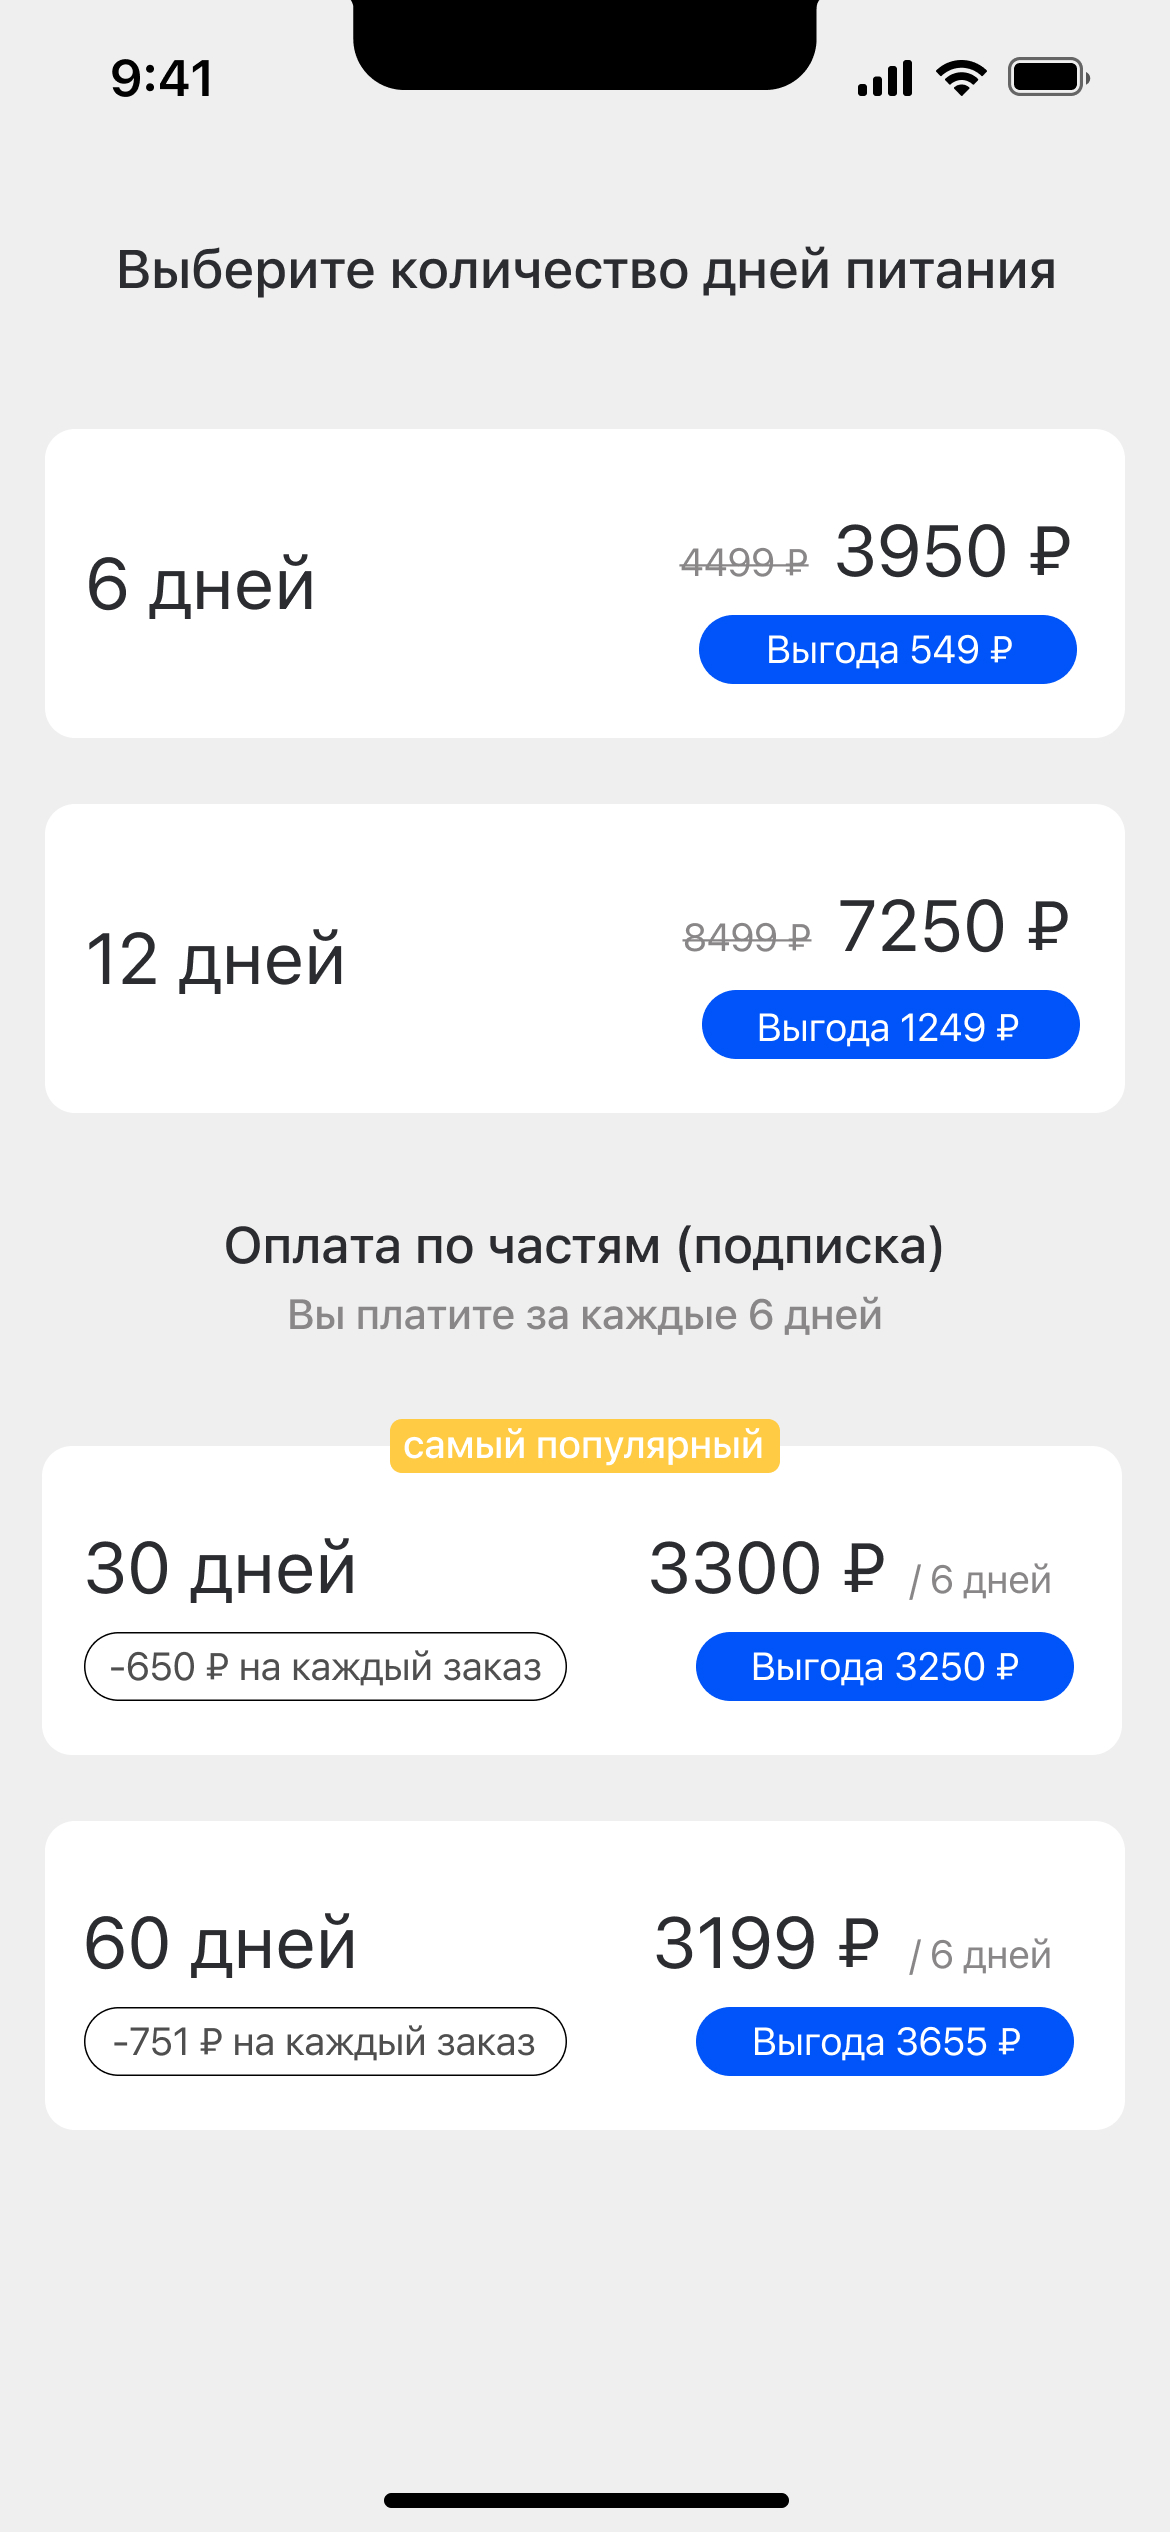 9:41
Выберите количество дней питания
6 дней
4499 ₽ 3950 ₽
Выгода 549 ₽
12 дней
8499 ₽ 7250 ₽
Выгода 1249 ₽
Оплата по частям (подписка)
Вы платите за каждые 6 дней
самый популярный
30 дней
3300 ₽ / 6 дней
-650 ₽ на каждый заказ
Выгода 3250 ₽
60 дней
3199 ₽ / 6 дней
-751 ₽ на каждый заказ
Выгода 3655 ₽